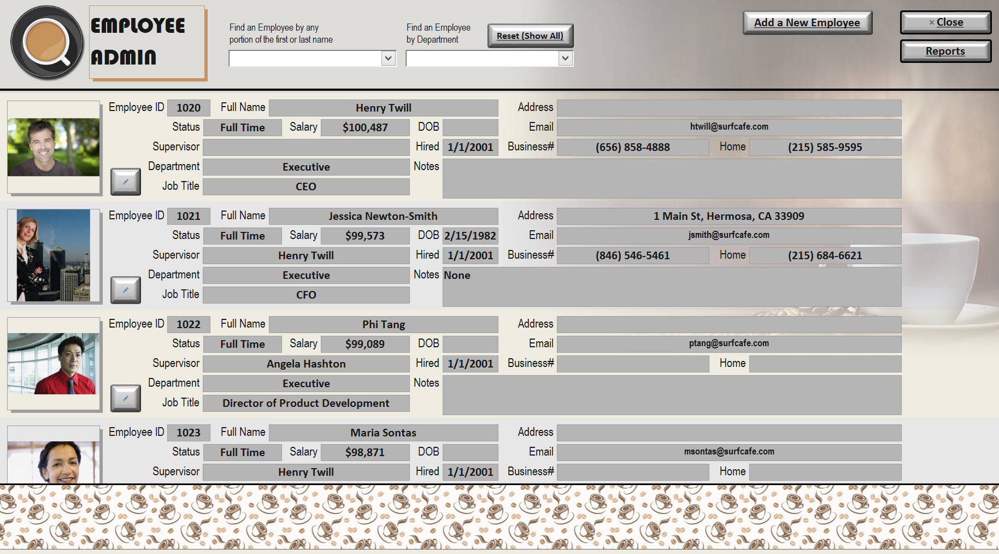 EMPLOYEE
ADMIN
Find an Employee by any
portion of the first or last name
Find an Employee
by Department
Reset (Show All)
Add a New Employee
× Close
Reports
Employee ID 1020 Full Name Henry Twill Address
Status Full Time Salary $100,487 DOB Email htwill@surfcafe.com
Supervisor Hired 1/1/2001 Business# (656) 858-4888 Home (215) 585-9595
Department Executive Notes
Job Title CEO
Employee ID 1021 Full Name Jessica Newton-Smith Address 1 Main St, Hermosa, CA 33909
Status Full Time Salary $99,573 DOB 2/15/1982 Email jsmith@surfcafe.com
Supervisor Henry Twill Hired 1/1/2001 Business# (846) 546-5461 Home (215) 684-6621
Department Executive Notes None
Job Title CFO
Employee ID 1022 Full Name Phi Tang Address
Status Full Time Salary $99,089 DOB Email ptang@surfcafe.com
Supervisor Angela Hashton Hired 1/1/2001 Business# Home
Department Executive Notes
Job Title Director of Product Development
Employee ID 1023 Full Name Maria Sontas Address
Status Full Time Salary $98,871 DOB Email msontas@surfcafe.com
Supervisor Henry Twill Hired 1/1/2001 Business# Home